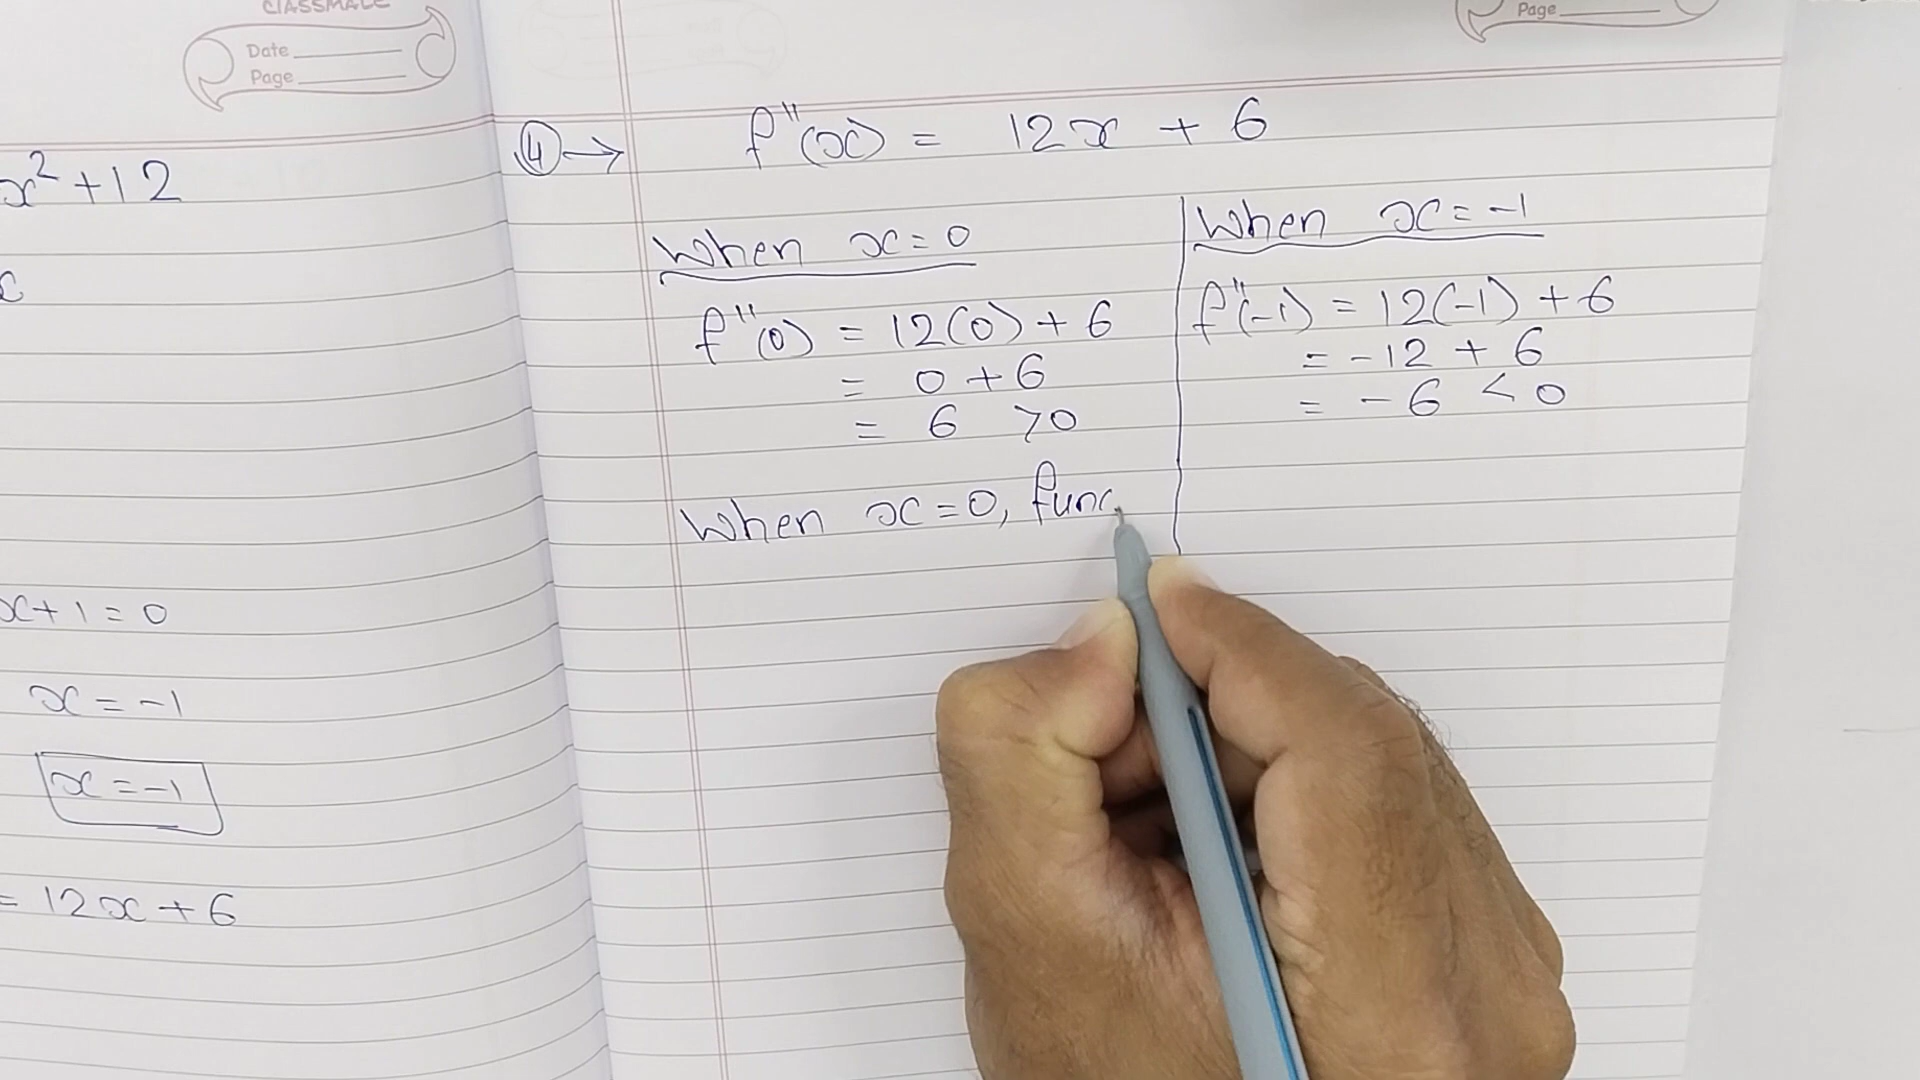 CLASSMATE
Date
Page
x² + 12
x + 1 = 0
x = -1
x = -1
= 12x + 6
Page
④ → f''(x) = 12x + 6
When x = 0
f''(0) = 12(0) + 6
= 0 + 6
= 6 > 0
When x = 0, func
When x = -1
f''(-1) = 12(-1) + 6
= -12 + 6
= -6 < 0